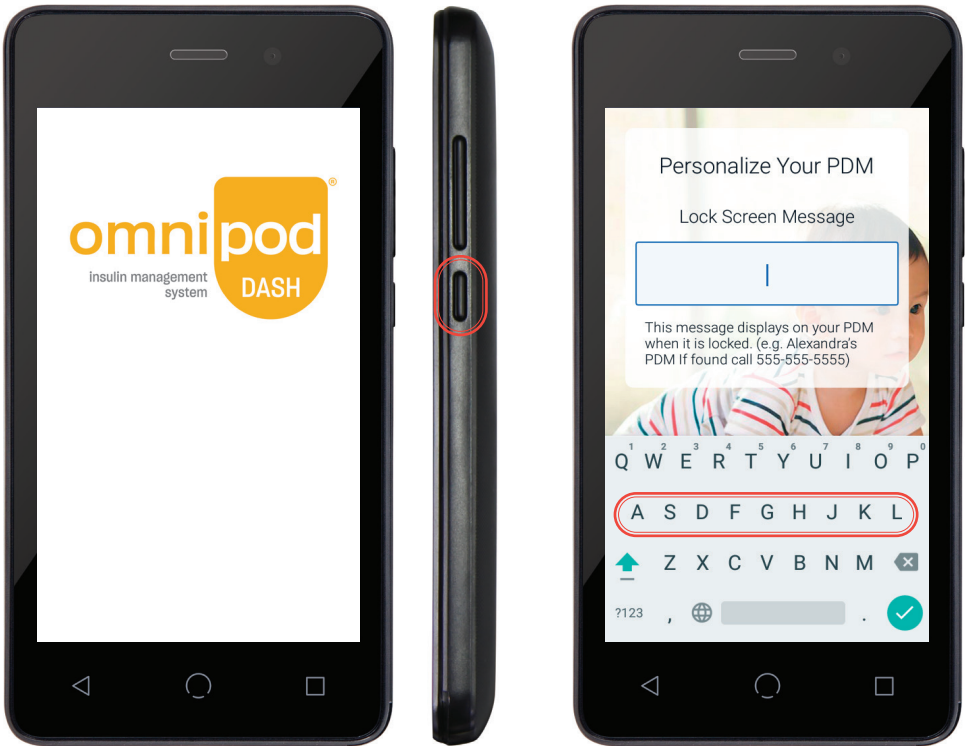 omnipod®
insulin management
system
DASH
Personalize Your PDM
Lock Screen Message
This message displays on your PDM
when it is locked. (e.g. Alexandra's
PDM If found call 555-555-5555)
1 2 3 4 5 6 7 8 9 0
Q W E R T Y U I O P
A S D F G H J K L
Z X C V B N M
?123 , .